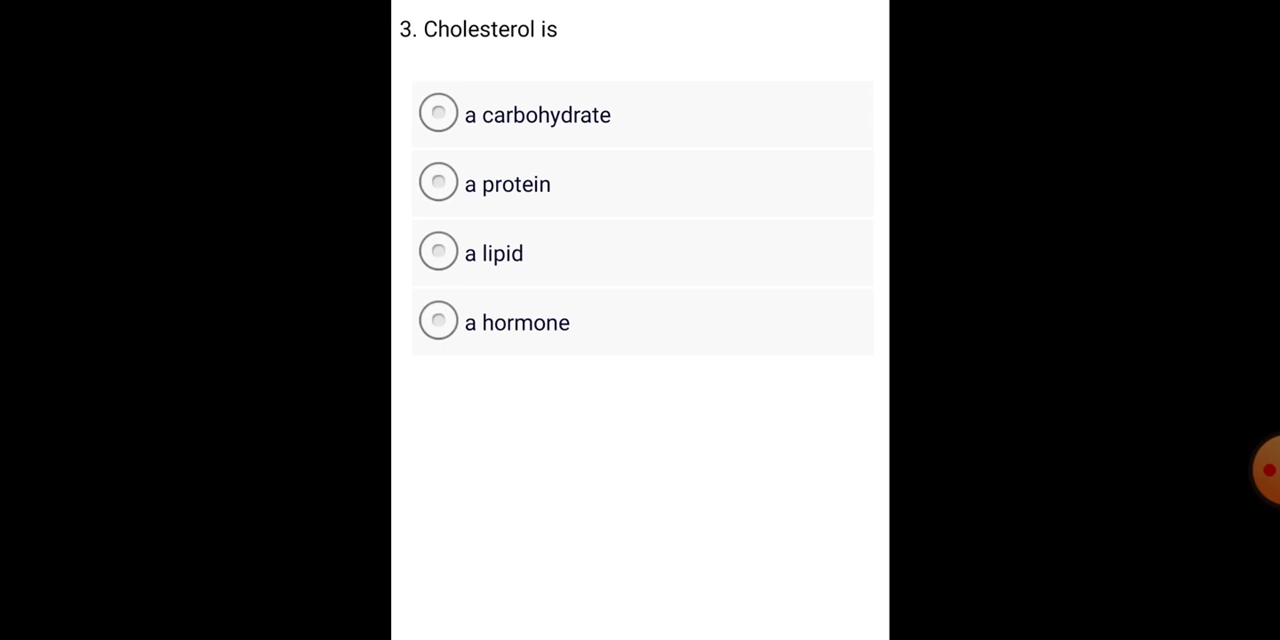 3. Cholesterol is
a carbohydrate
a protein
a lipid
a hormone